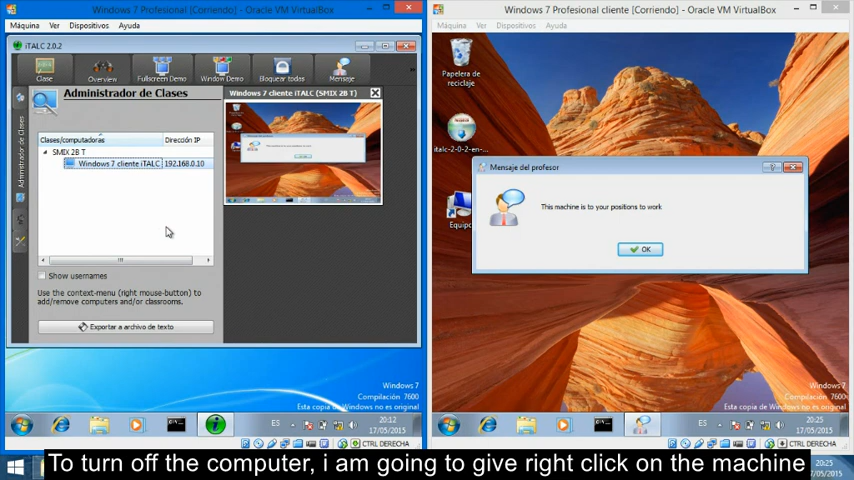 Windows 7 Profesional [Corriendo] - Oracle VM VirtualBox
Máquina Ver Dispositivos Ayuda
iTALC 2.0.2
Clase Overview Fullscreen Demo Window Demo Bloquear todas Mensaje
Administrador de Clases
Administrador de Clases
Clases/computadoras Dirección IP
SMIX 2B T
Windows 7 cliente iTALC 192.168.0.10
Show usernames
Use the context-menu (right mouse-button) to
add/remove computers and/or classrooms.
Exportar a archivo de texto
Windows 7 cliente iTALC (SMIX 2B T)
Windows 7
Compilación 7600
Esta copia de Windows no es original
ES
20:12
17/05/2015
CTRL DERECHA
Windows 7 Profesional cliente [Corriendo] - Oracle VM VirtualBox
Máquina Ver Dispositivos Ayuda
Papelera de
reciclaje
italc-2-0-2-en-...
Equipo
Mensaje del profesor
This machine is to your positions to work
OK
Windows 7
Compilación 7600
Esta copia de Windows no es original
ES
20:25
17/05/2015
CTRL DERECHA
To turn off the computer, i am going to give right click on the machine
20:25
17/05/2015